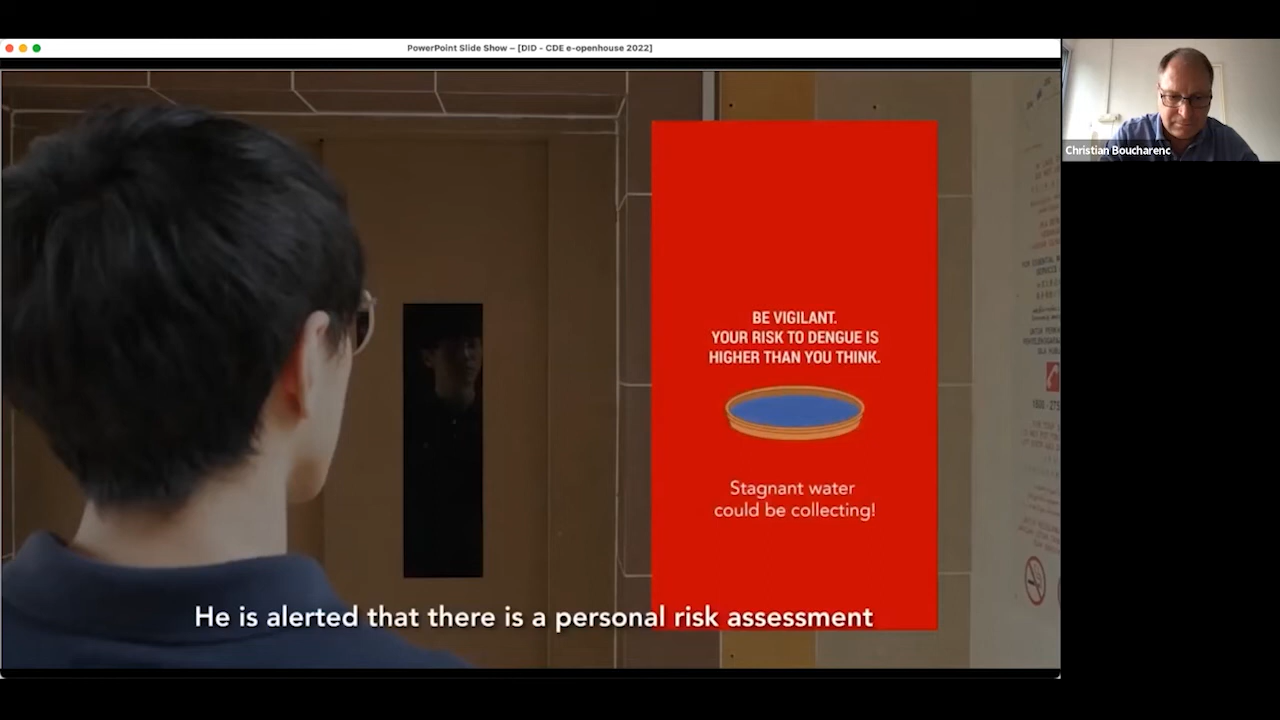 PowerPoint Slide Show – [DID - CDE e-openhouse 2022]
Christian Boucharenc
BE VIGILANT.
YOUR RISK TO DENGUE IS
HIGHER THAN YOU THINK.
Stagnant water
could be collecting!
He is alerted that there is a personal risk assessment